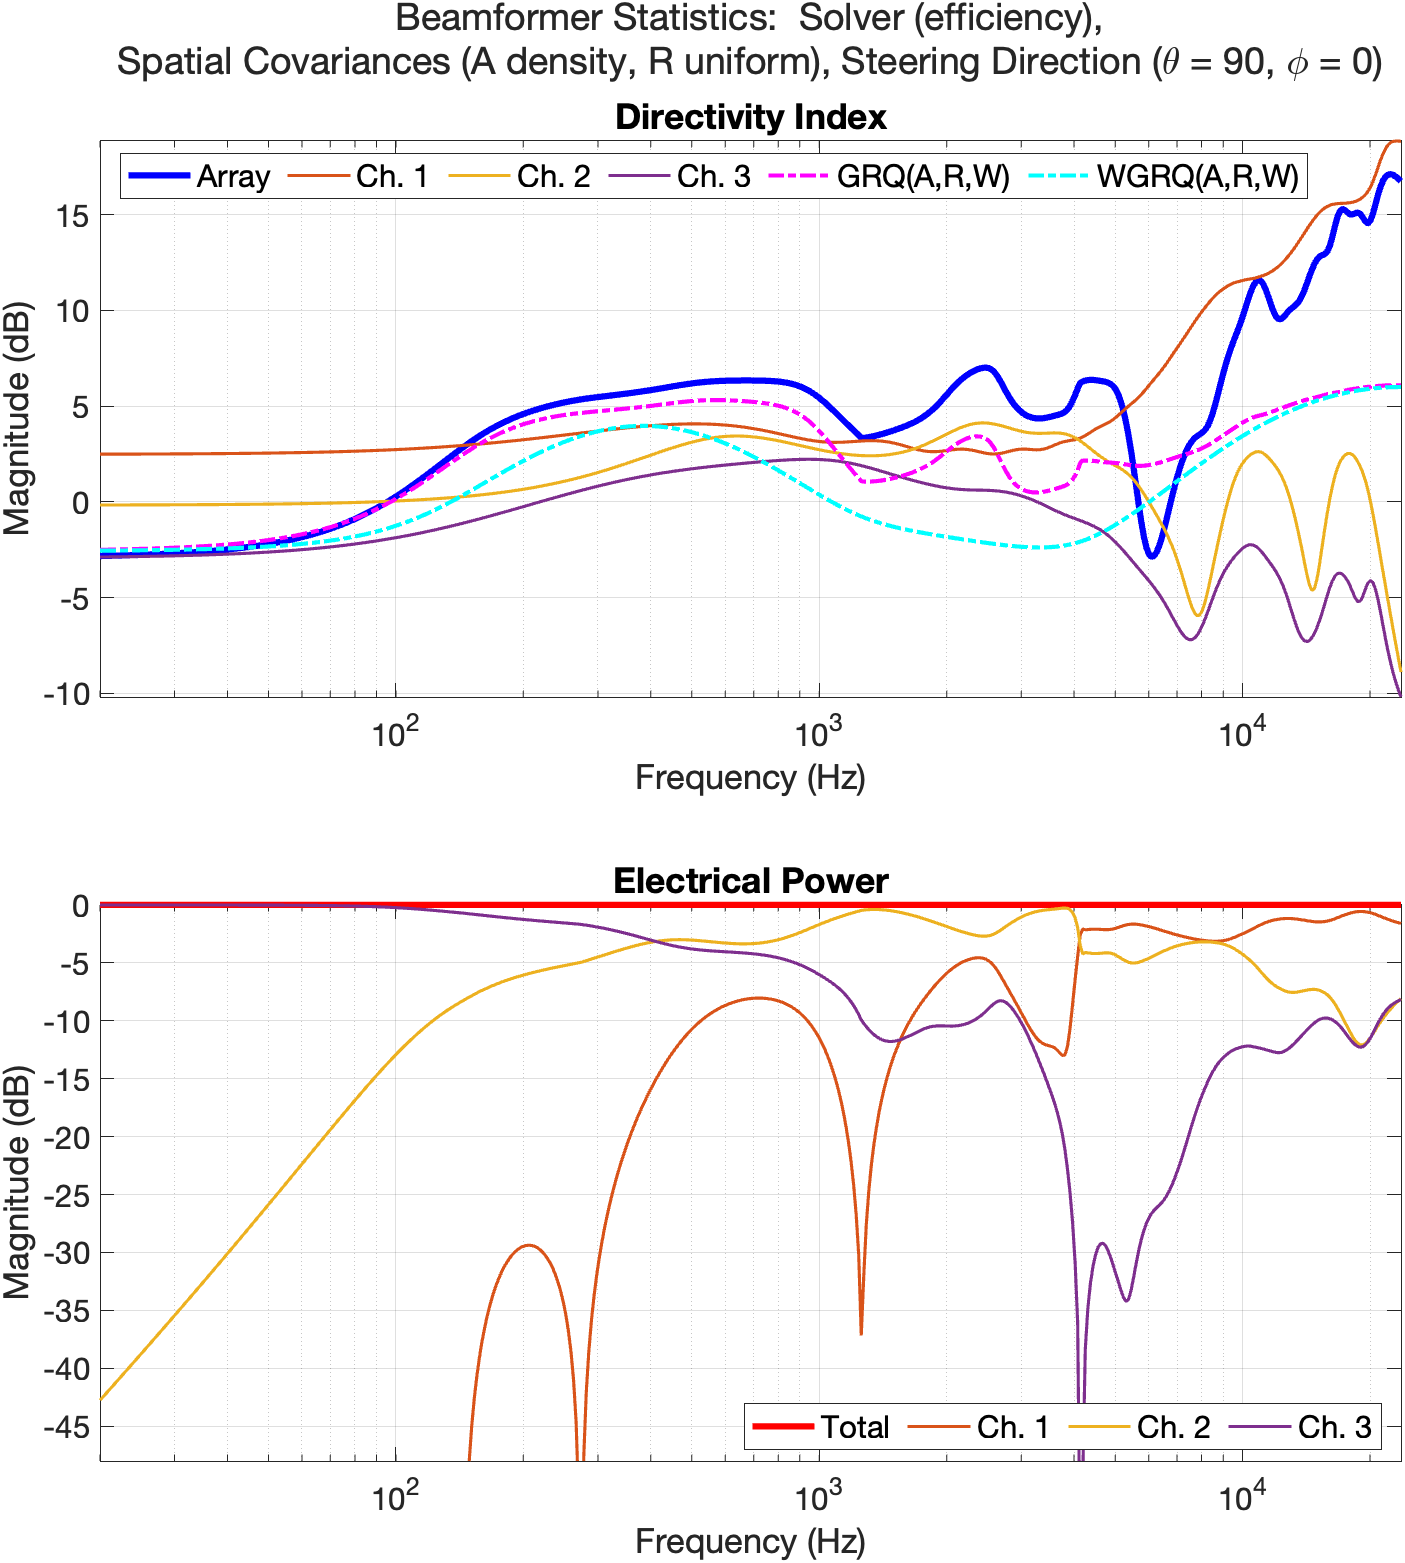 Beamformer Statistics:  Solver (efficiency),
Spatial Covariances (A density, R uniform), Steering Direction (θ = 90, ϕ = 0)
Directivity Index
Array Ch. 1 Ch. 2 Ch. 3 GRQ(A,R,W) WGRQ(A,R,W)
15
10
5
0
-5
-10
Magnitude (dB)
10² 10³ 10⁴
Frequency (Hz)
Electrical Power
0
-5
-10
-15
-20
-25
-30
-35
-40
-45
Magnitude (dB)
Total Ch. 1 Ch. 2 Ch. 3
10² 10³ 10⁴
Frequency (Hz)